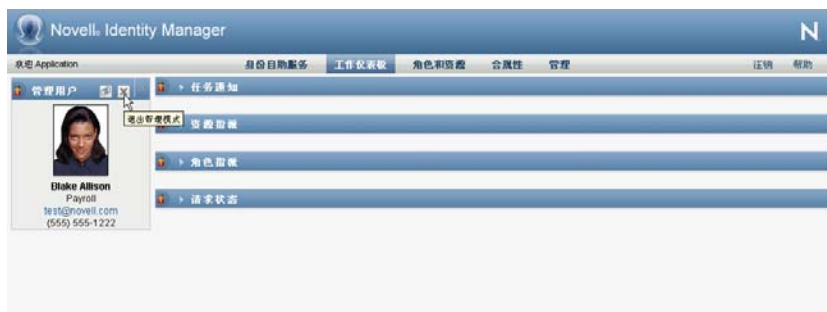 Novell® Identity Manager
N
欢迎 Application
身份自助服务 工作仪表板 角色和资源 合规性 管理 注销 帮助
管理用户
退出管理模式
Blake Allison
Payroll
test@novell.com
(555) 555-1222
任务通知
资源指派
角色指派
请求状态